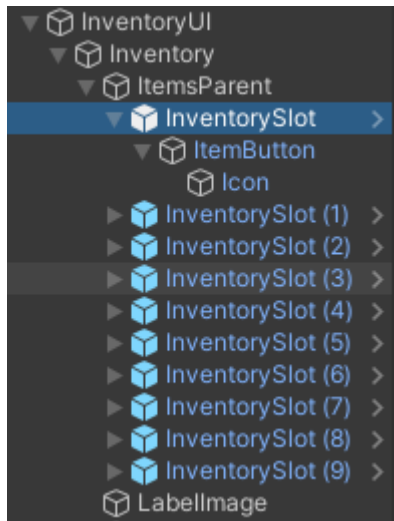 InventoryUI
Inventory
ItemsParent
InventorySlot
ItemButton
Icon
InventorySlot (1)
InventorySlot (2)
InventorySlot (3)
InventorySlot (4)
InventorySlot (5)
InventorySlot (6)
InventorySlot (7)
InventorySlot (8)
InventorySlot (9)
LabelImage